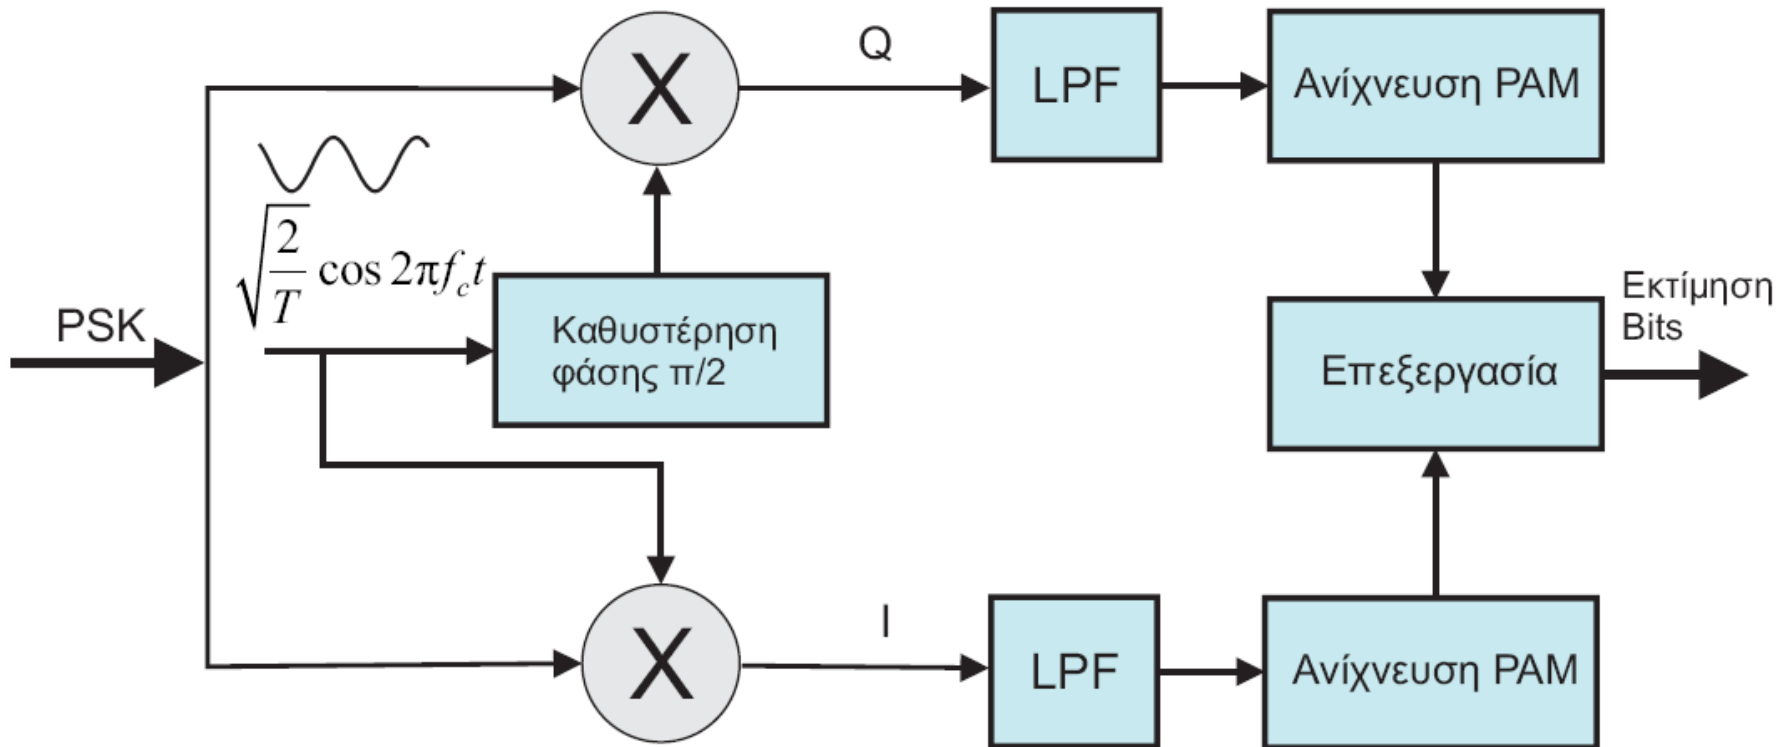 X
Q
LPF
Ανίχνευση PAM
√(2/T) cos 2πf_c t
PSK
Καθυστέρηση
φάσης π/2
Εκτίμηση
Bits
Επεξεργασία
X
I
LPF
Ανίχνευση PAM